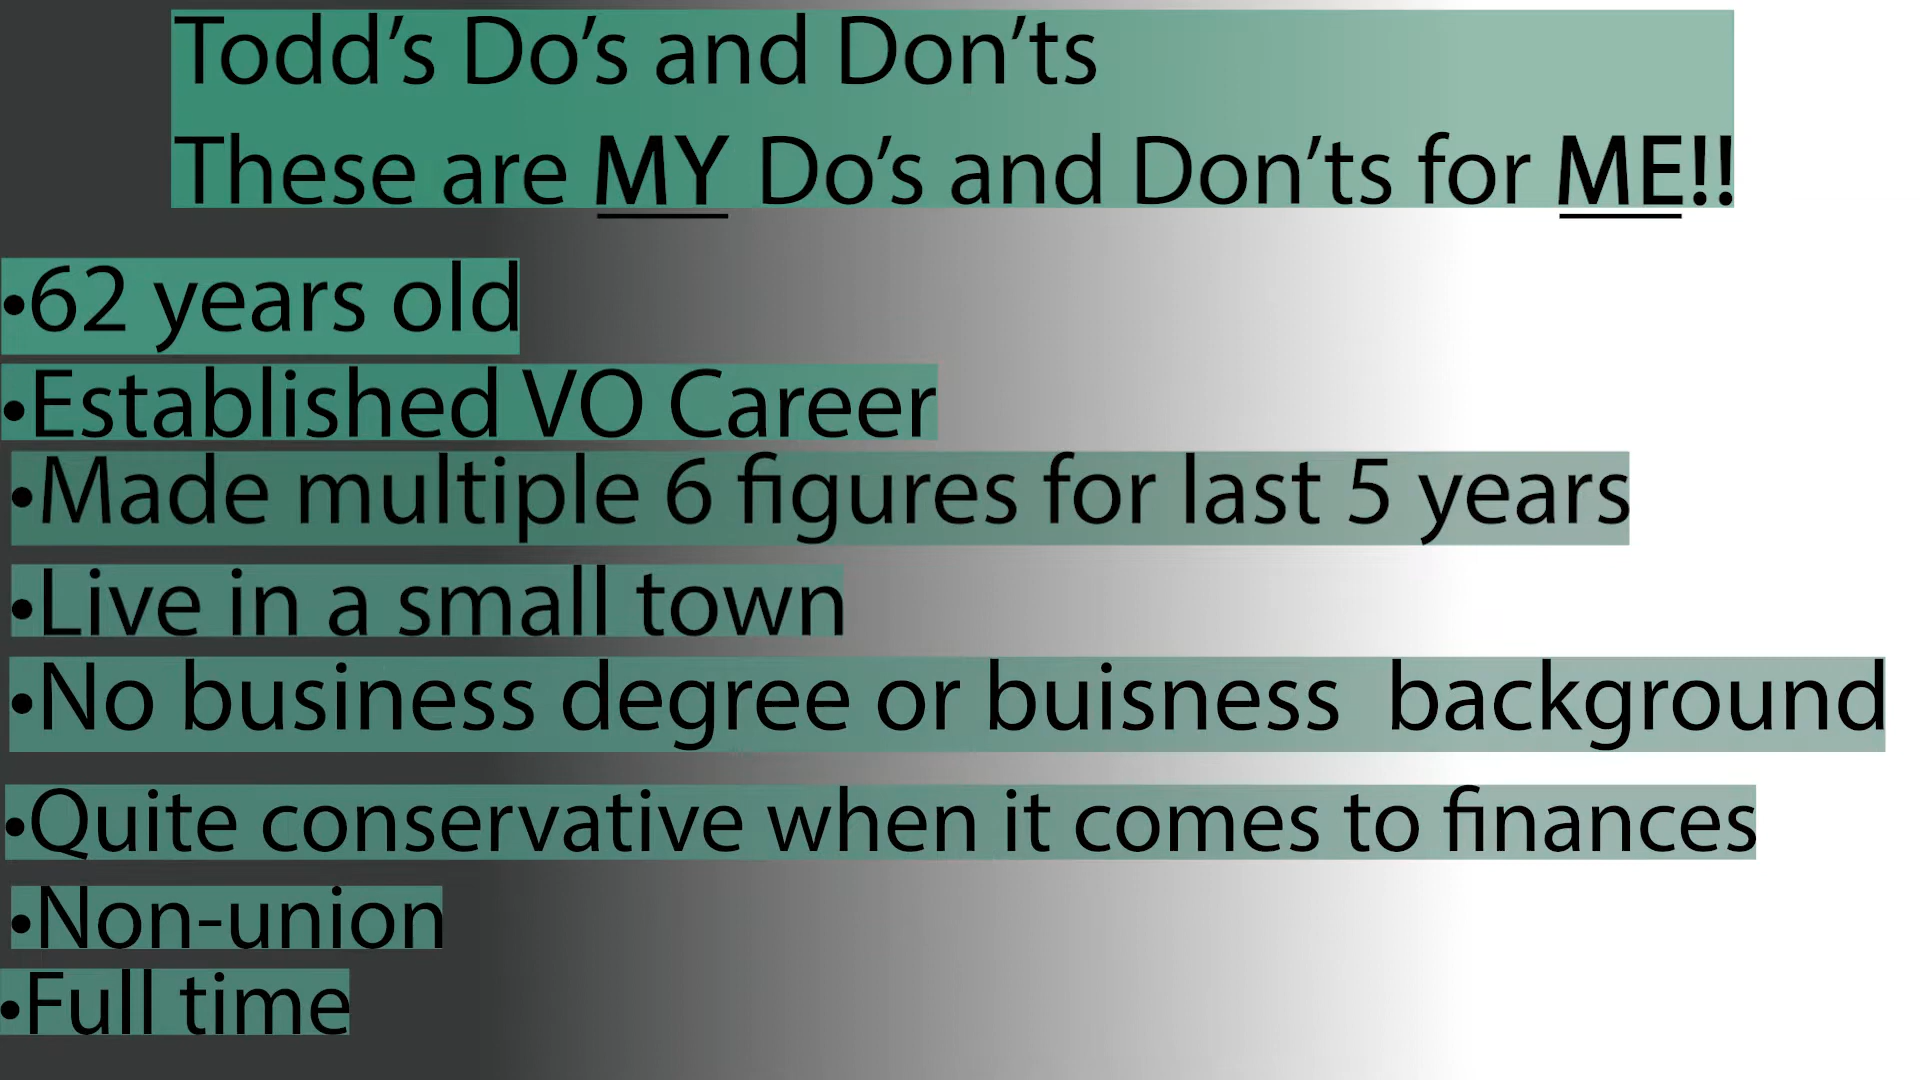 Todd’s Do’s and Don’ts
These are MY Do’s and Don’ts for ME!!
•62 years old
•Established VO Career
•Made multiple 6 figures for last 5 years
•Live in a small town
•No business degree or buisness  background
•Quite conservative when it comes to finances
•Non-union
•Full time